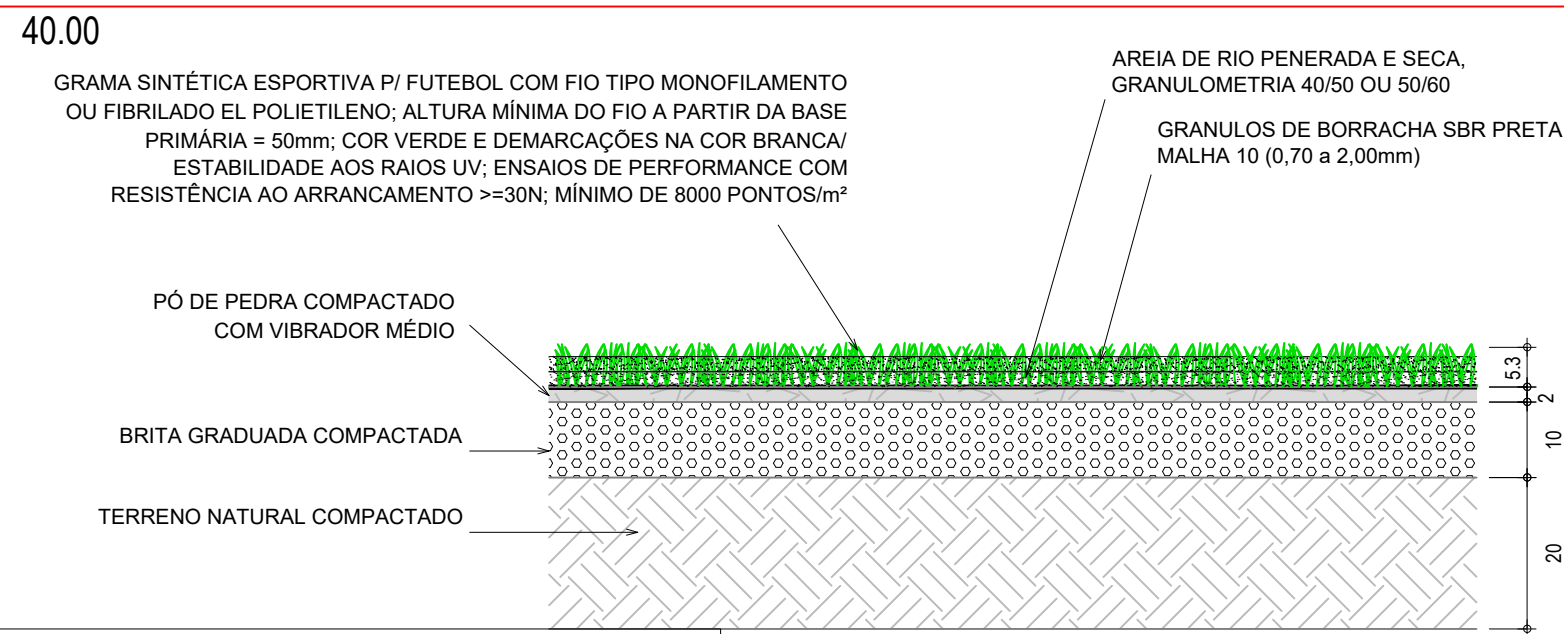 40.00
GRAMA SINTÉTICA ESPORTIVA P/ FUTEBOL COM FIO TIPO MONOFILAMENTO
OU FIBRILADO EL POLIETILENO; ALTURA MÍNIMA DO FIO A PARTIR DA BASE
PRIMÁRIA = 50mm; COR VERDE E DEMARCAÇÕES NA COR BRANCA/
ESTABILIDADE AOS RAIOS UV; ENSAIOS DE PERFORMANCE COM
RESISTÊNCIA AO ARRANCAMENTO >=30N; MÍNIMO DE 8000 PONTOS/m²
AREIA DE RIO PENERADA E SECA,
GRANULOMETRIA 40/50 OU 50/60
GRANULOS DE BORRACHA SBR PRETA
MALHA 10 (0,70 a 2,00mm)
PÓ DE PEDRA COMPACTADO
COM VIBRADOR MÉDIO
BRITA GRADUADA COMPACTADA
TERRENO NATURAL COMPACTADO
5.3
2
10
20